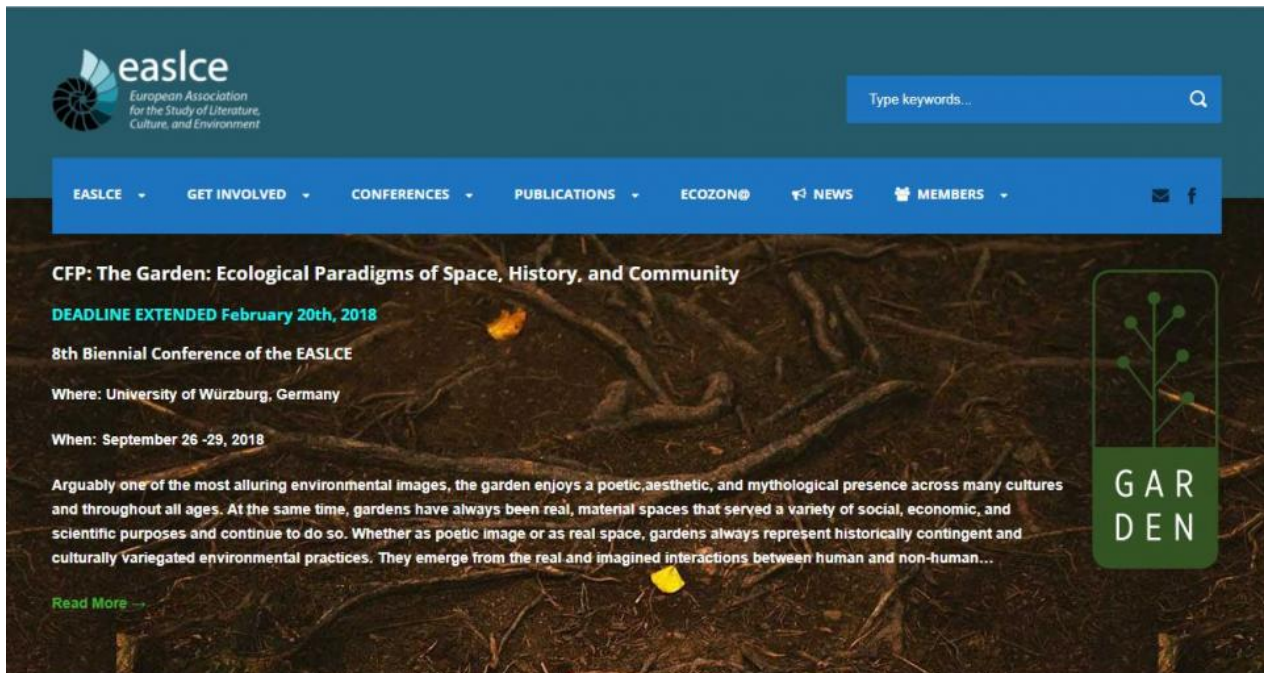 easlce
European Association
for the Study of Literature,
Culture, and Environment
Type keywords...
EASLCE GET INVOLVED CONFERENCES PUBLICATIONS ECOZON@ NEWS MEMBERS
CFP: The Garden: Ecological Paradigms of Space, History, and Community
DEADLINE EXTENDED February 20th, 2018
8th Biennial Conference of the EASLCE
Where: University of Würzburg, Germany
When: September 26 -29, 2018
Arguably one of the most alluring environmental images, the garden enjoys a poetic,aesthetic, and mythological presence across many cultures
and throughout all ages. At the same time, gardens have always been real, material spaces that served a variety of social, economic, and
scientific purposes and continue to do so. Whether as poetic image or as real space, gardens always represent historically contingent and
culturally variegated environmental practices. They emerge from the real and imagined interactions between human and non-human…
Read More →
GAR
DEN